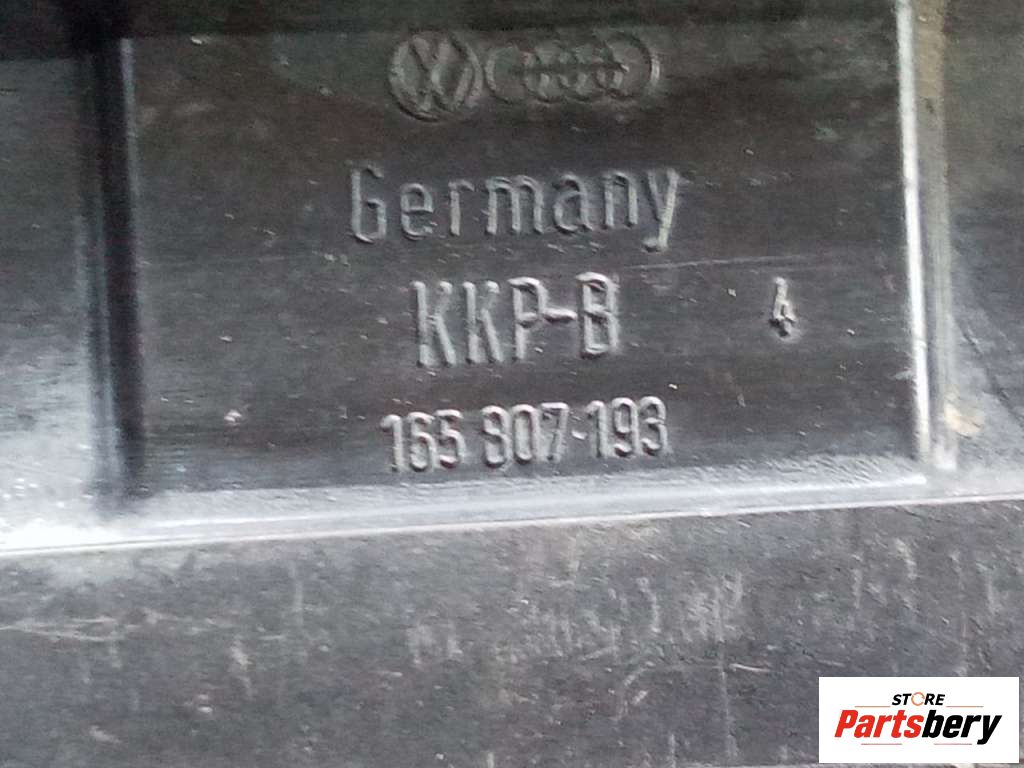 Germany
KKP-B 4
165 807 193
STORE
Partsbery